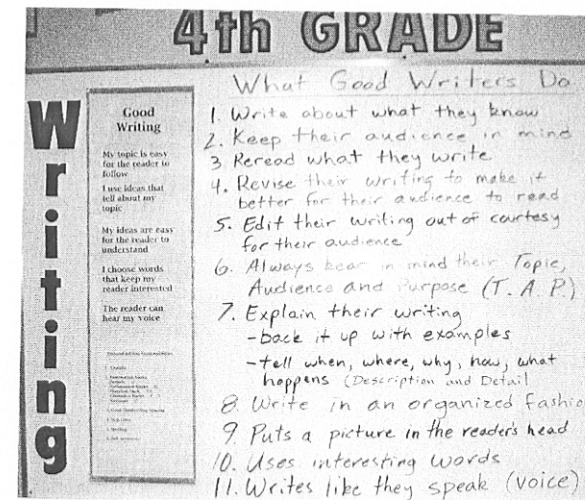 4th GRADE
Writing
Good
Writing
My topic is easy
for the reader to
follow
I use ideas that
tell about my
topic
My ideas are easy
for the reader to
understand
I choose words
that keep my
reader interested
The reader can
hear my voice
What Good Writers Do
1. Write about what they know
2. Keep their audience in mind
3 Reread what they write
4. Revise their writing to make it
better for their audience to read
5. Edit their writing out of courtesy
for their audience
6. Always bear in mind their Topic,
Audience and Purpose (T. A. P.)
7. Explain their writing
-back it up with examples
-tell when, where, why, how, what
happens (Description and Detail
8. Write in an organized fashio
9. Puts a picture in the reader's head
10. Uses interesting words
11. Writes like they speak (voice)